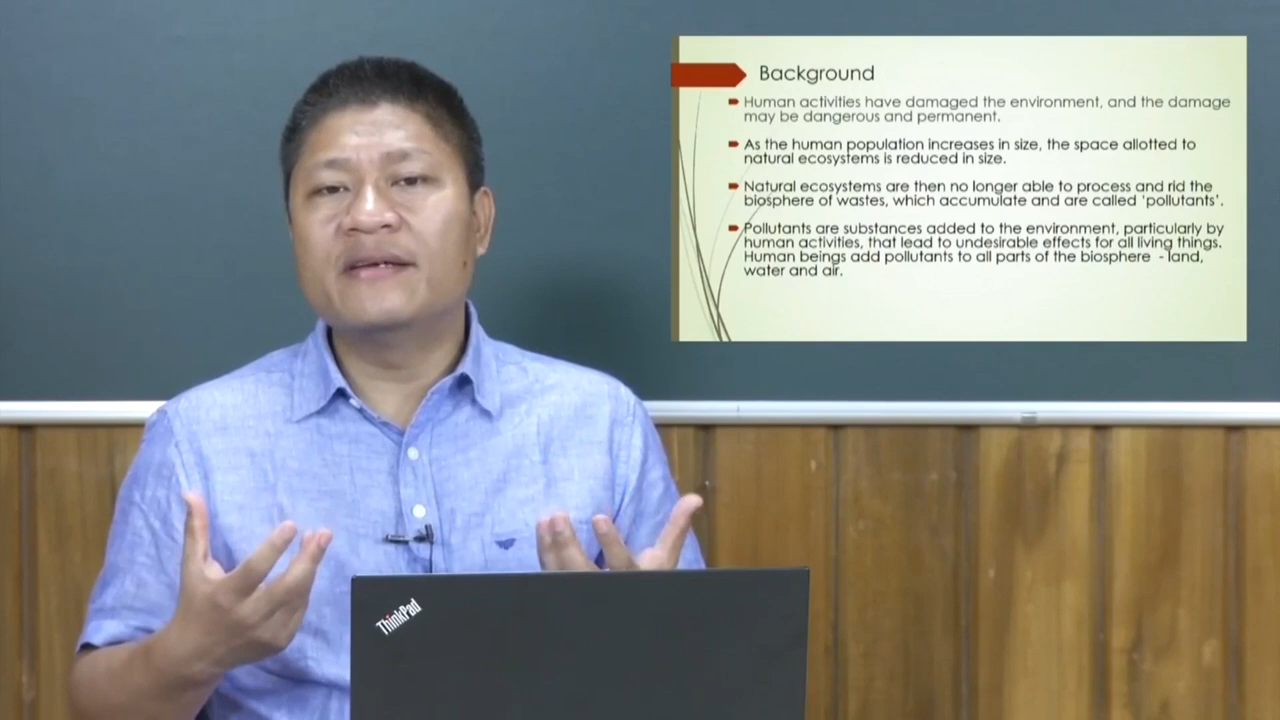 Background
Human activities have damaged the environment, and the damage
may be dangerous and permanent.
As the human population increases in size, the space allotted to
natural ecosystems is reduced in size.
Natural ecosystems are then no longer able to process and rid the
biosphere of wastes, which accumulate and are called ‘pollutants’.
Pollutants are substances added to the environment, particularly by
human activities, that lead to undesirable effects for all living things.
Human beings add pollutants to all parts of the biosphere - land,
water and air.
ThinkPad